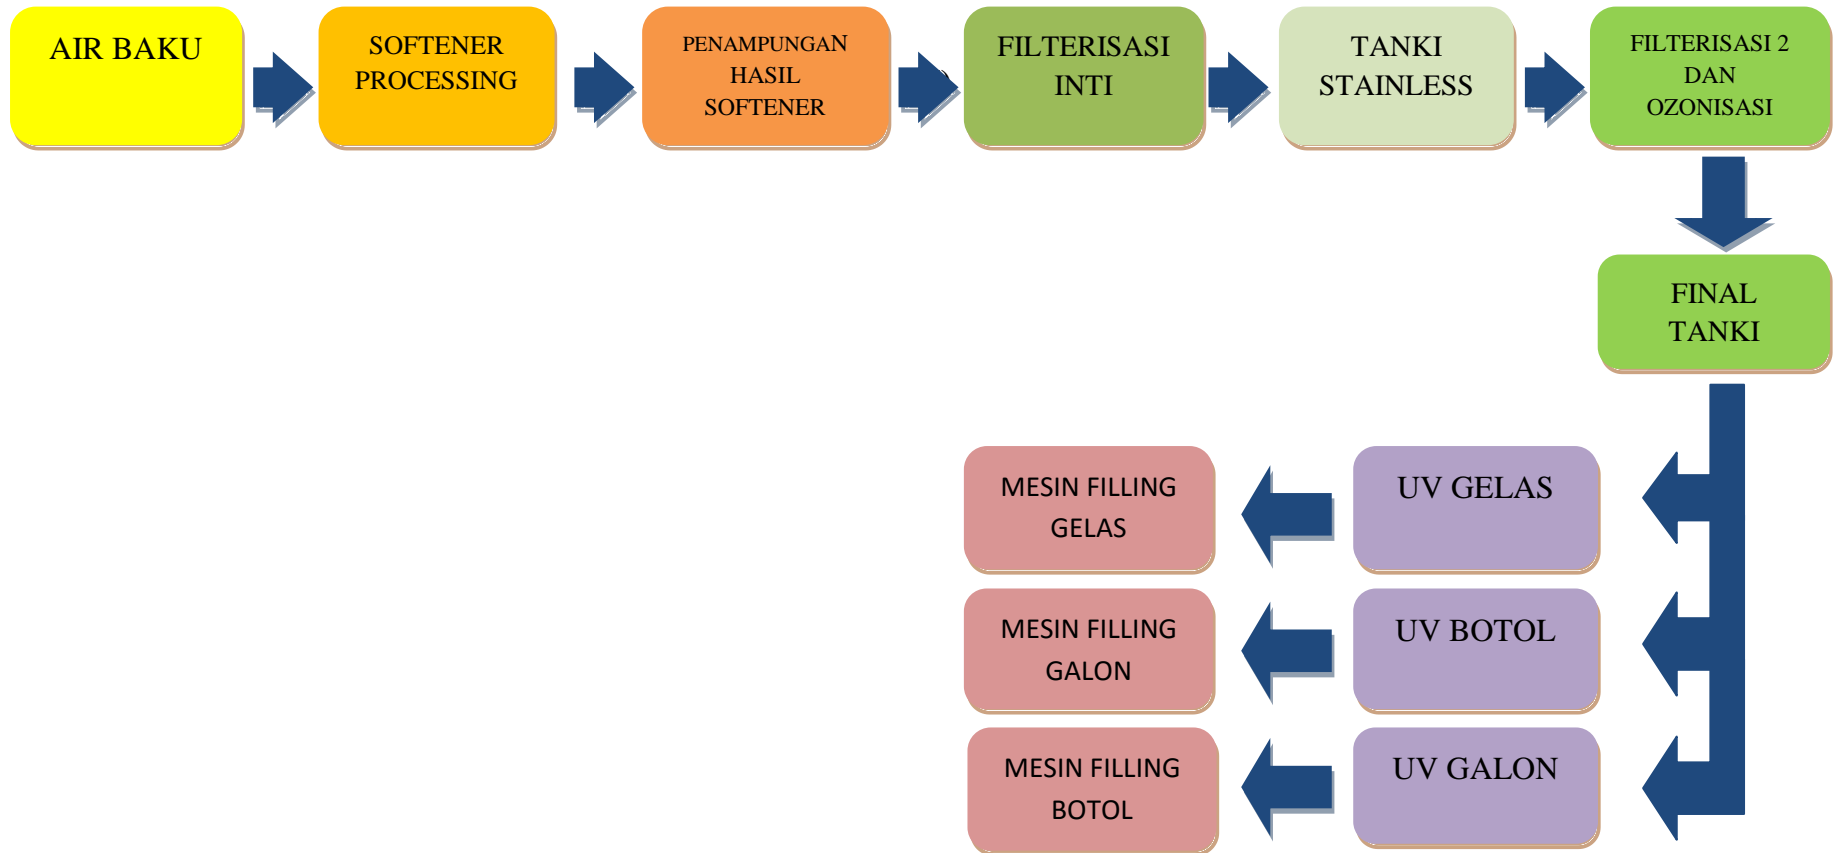 AIR BAKU
SOFTENER
PROCESSING
PENAMPUNGAN
HASIL
SOFTENER
FILTERISASI
INTI
TANKI
STAINLESS
FILTERISASI 2
DAN
OZONISASI
FINAL
TANKI
MESIN FILLING
GELAS
UV GELAS
MESIN FILLING
GALON
UV BOTOL
MESIN FILLING
BOTOL
UV GALON